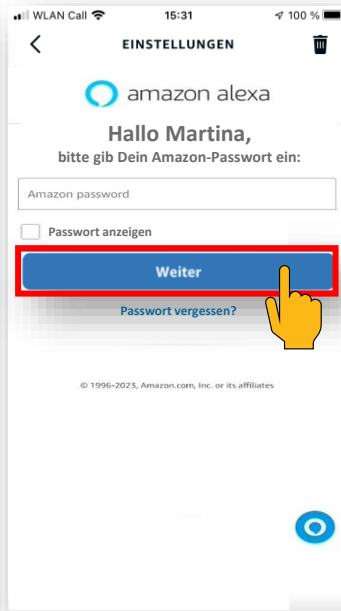 WLAN Call 15:31 100 %
EINSTELLUNGEN
amazon alexa
Hallo Martina,
bitte gib Dein Amazon-Passwort ein:
Amazon password
Passwort anzeigen
Weiter
Passwort vergessen?
© 1996-2023, Amazon.com, Inc. or its affiliates